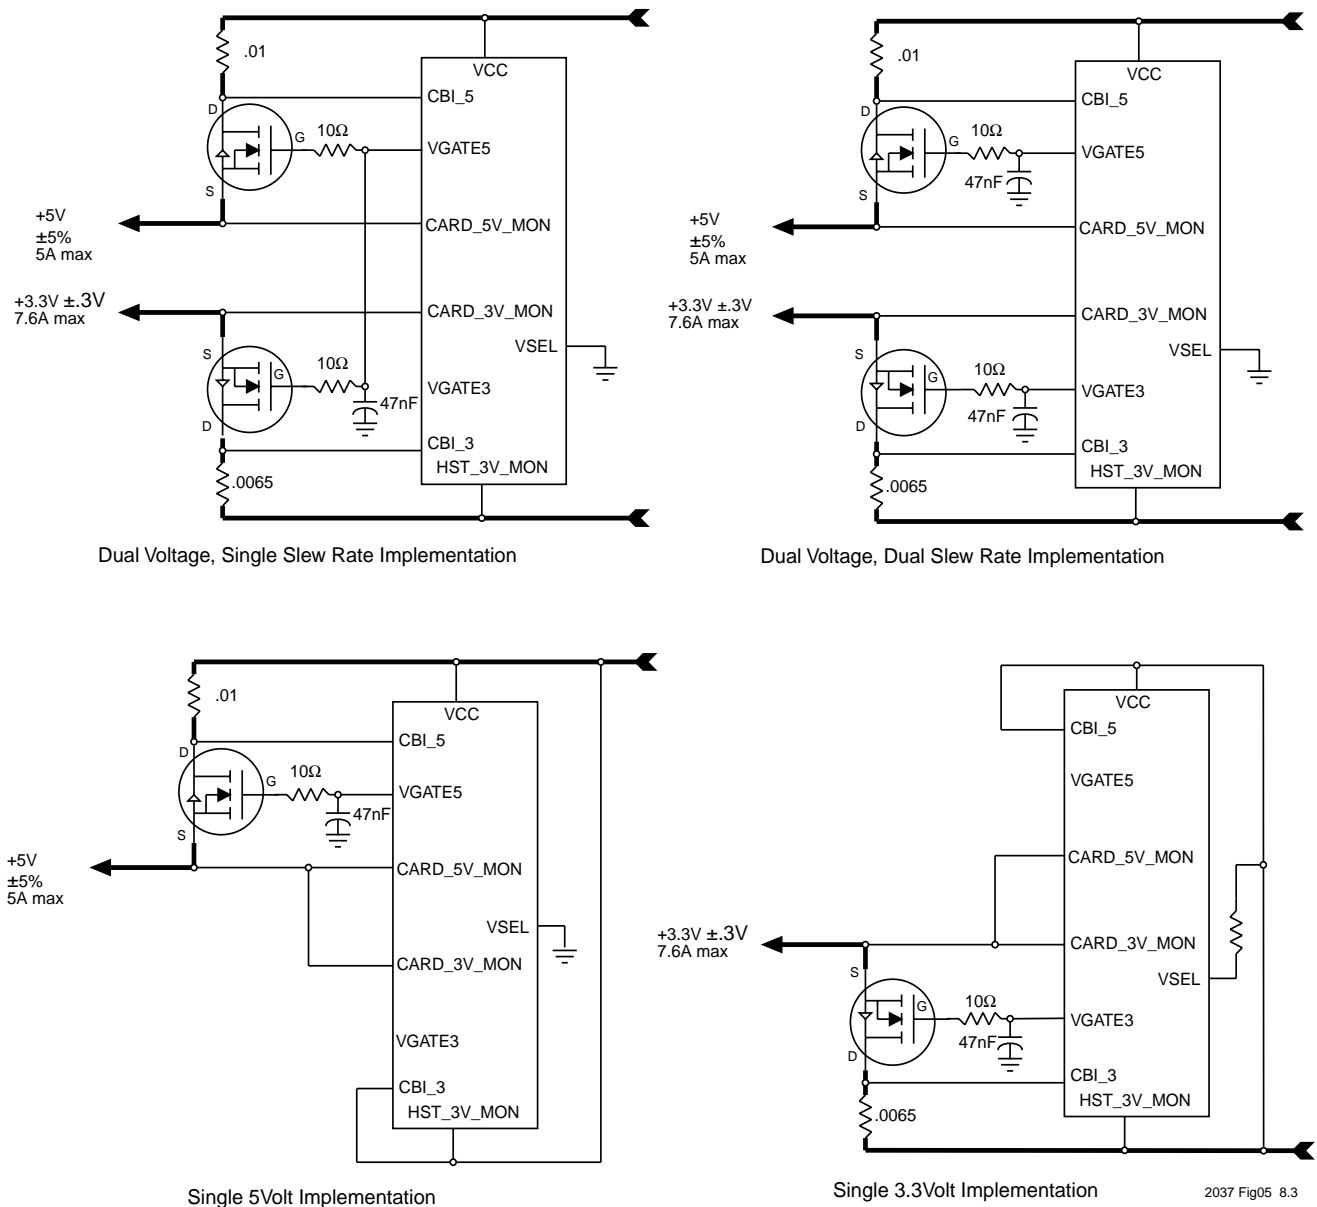 .01
VCC
CBI_5
D
10Ω
G
VGATE5
S
+5V
±5%
5A max
CARD_5V_MON
+3.3V ±.3V
7.6A max
CARD_3V_MON
VSEL
S
10Ω
G
VGATE3
47nF
D
CBI_3
HST_3V_MON
.0065
Dual Voltage, Single Slew Rate Implementation
.01
VCC
CBI_5
D
10Ω
G
VGATE5
47nF
S
+5V
±5%
5A max
CARD_5V_MON
+3.3V ±.3V
7.6A max
CARD_3V_MON
VSEL
S
10Ω
G
VGATE3
47nF
D
CBI_3
HST_3V_MON
.0065
Dual Voltage, Dual Slew Rate Implementation
.01
VCC
CBI_5
D
10Ω
G
VGATE5
47nF
S
+5V
±5%
5A max
CARD_5V_MON
VSEL
CARD_3V_MON
VGATE3
CBI_3
HST_3V_MON
Single 5Volt Implementation
VCC
CBI_5
VGATE5
CARD_5V_MON
+3.3V ±.3V
7.6A max
CARD_3V_MON
VSEL
S
10Ω
G
VGATE3
47nF
D
CBI_3
HST_3V_MON
.0065
Single 3.3Volt Implementation
2037 Fig05 8.3